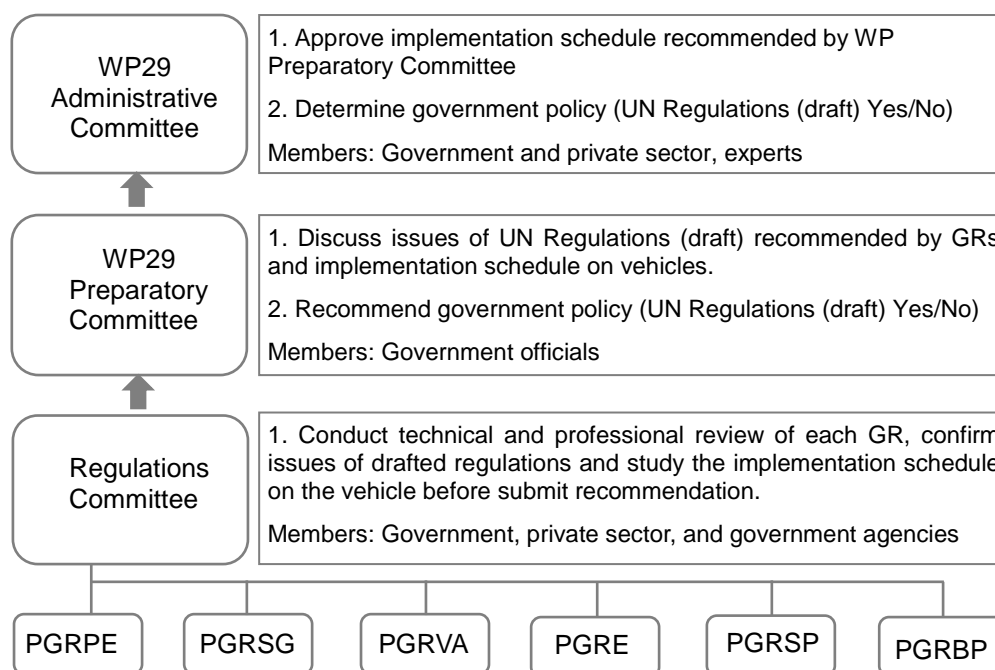 WP29
Administrative
Committee
1. Approve implementation schedule recommended by WP
Preparatory Committee
2. Determine government policy (UN Regulations (draft) Yes/No)
Members: Government and private sector, experts
WP29
Preparatory
Committee
1. Discuss issues of UN Regulations (draft) recommended by GRs
and implementation schedule on vehicles.
2. Recommend government policy (UN Regulations (draft) Yes/No)
Members: Government officials
Regulations
Committee
1. Conduct technical and professional review of each GR, confirm
issues of drafted regulations and study the implementation schedule
on the vehicle before submit recommendation.
Members: Government, private sector, and government agencies
PGRPE PGRSG PGRVA PGRE PGRSP PGRBP